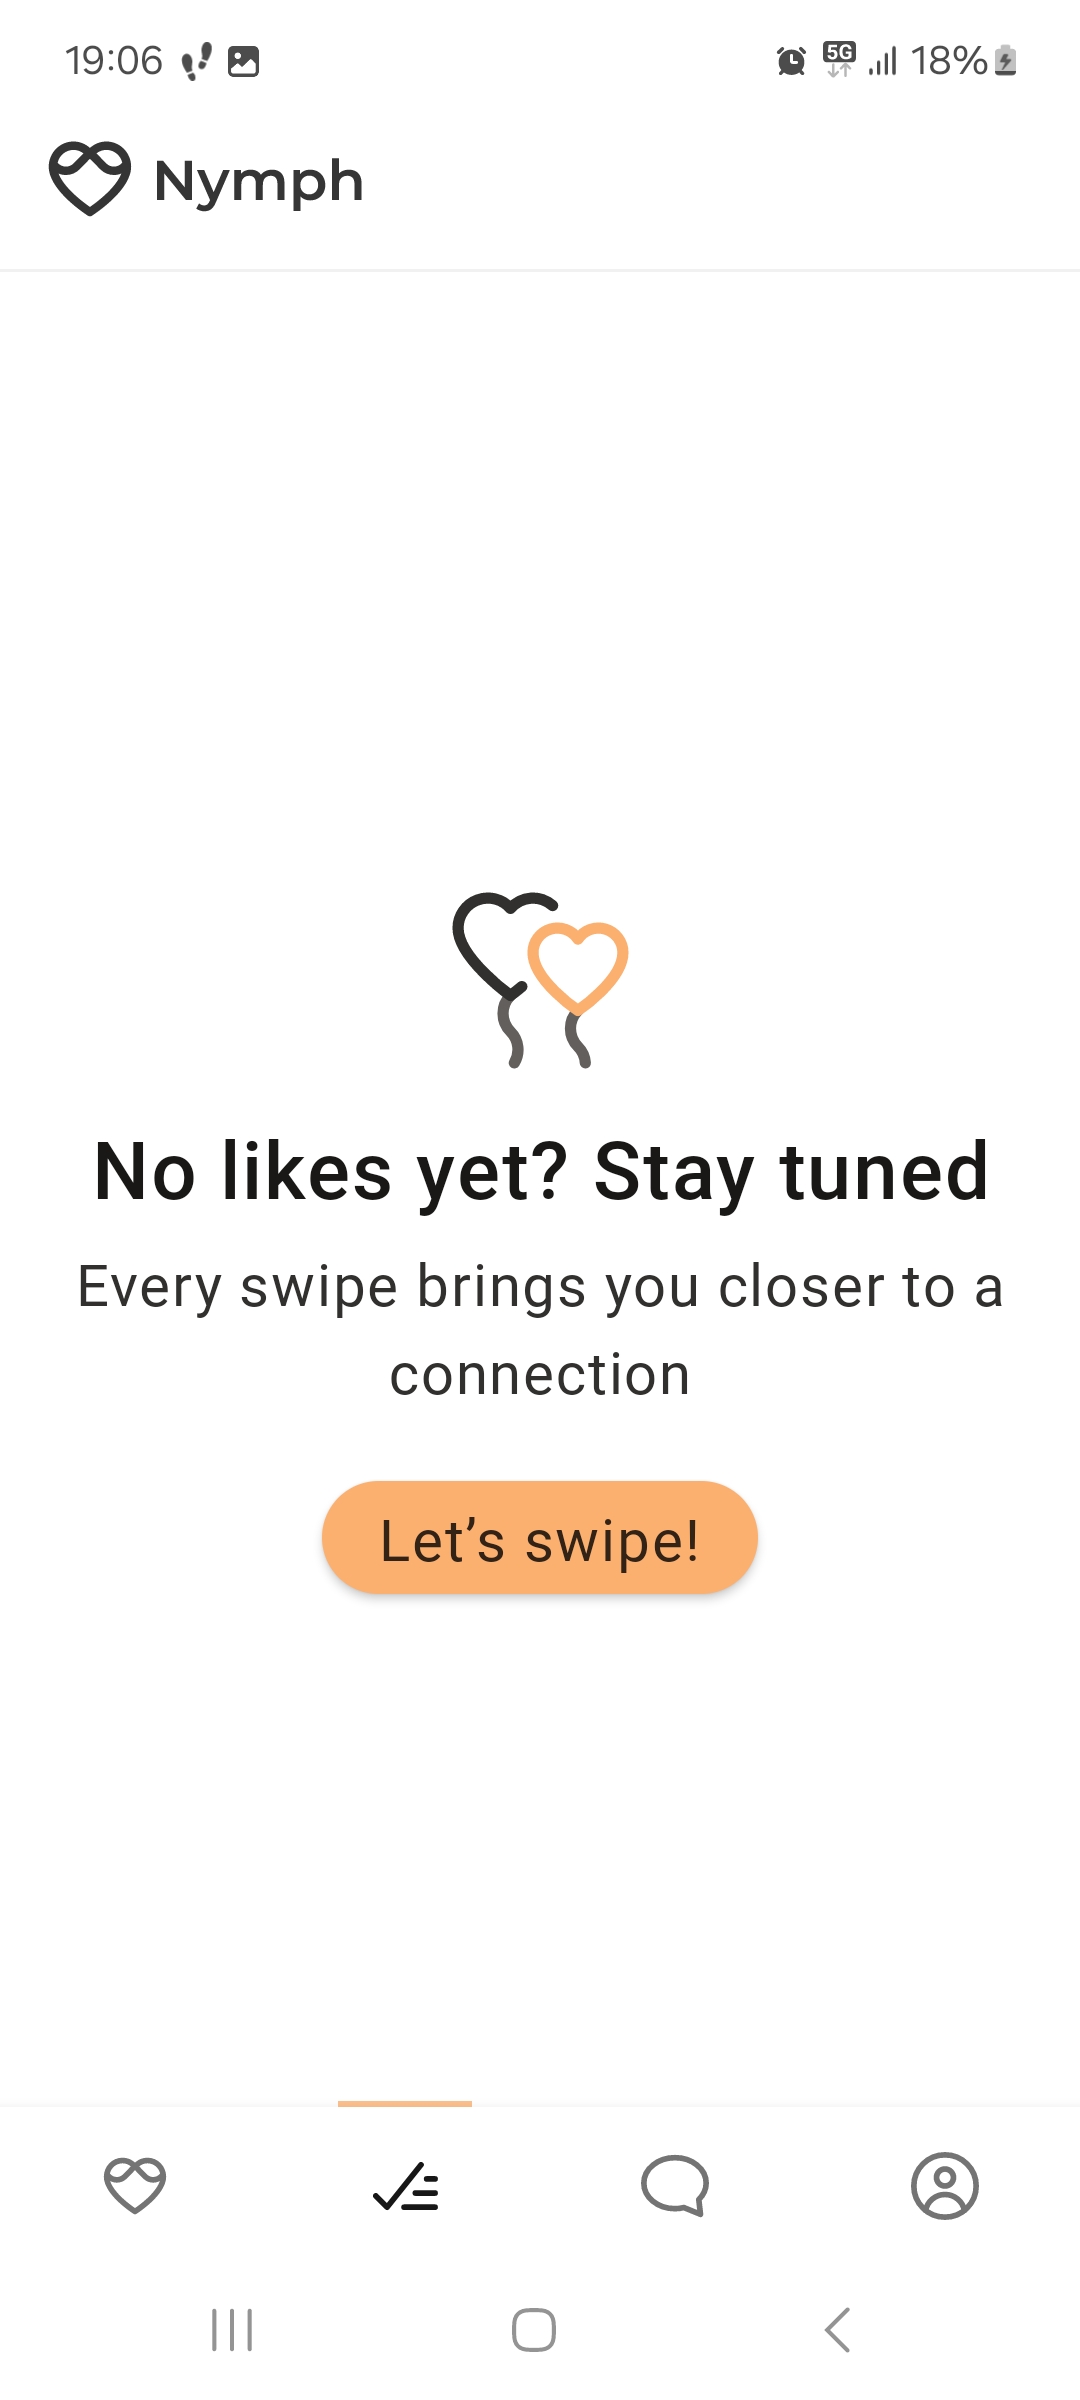 19:06
5G
18%
Nymph
No likes yet? Stay tuned
Every swipe brings you closer to a
connection
Let’s swipe!